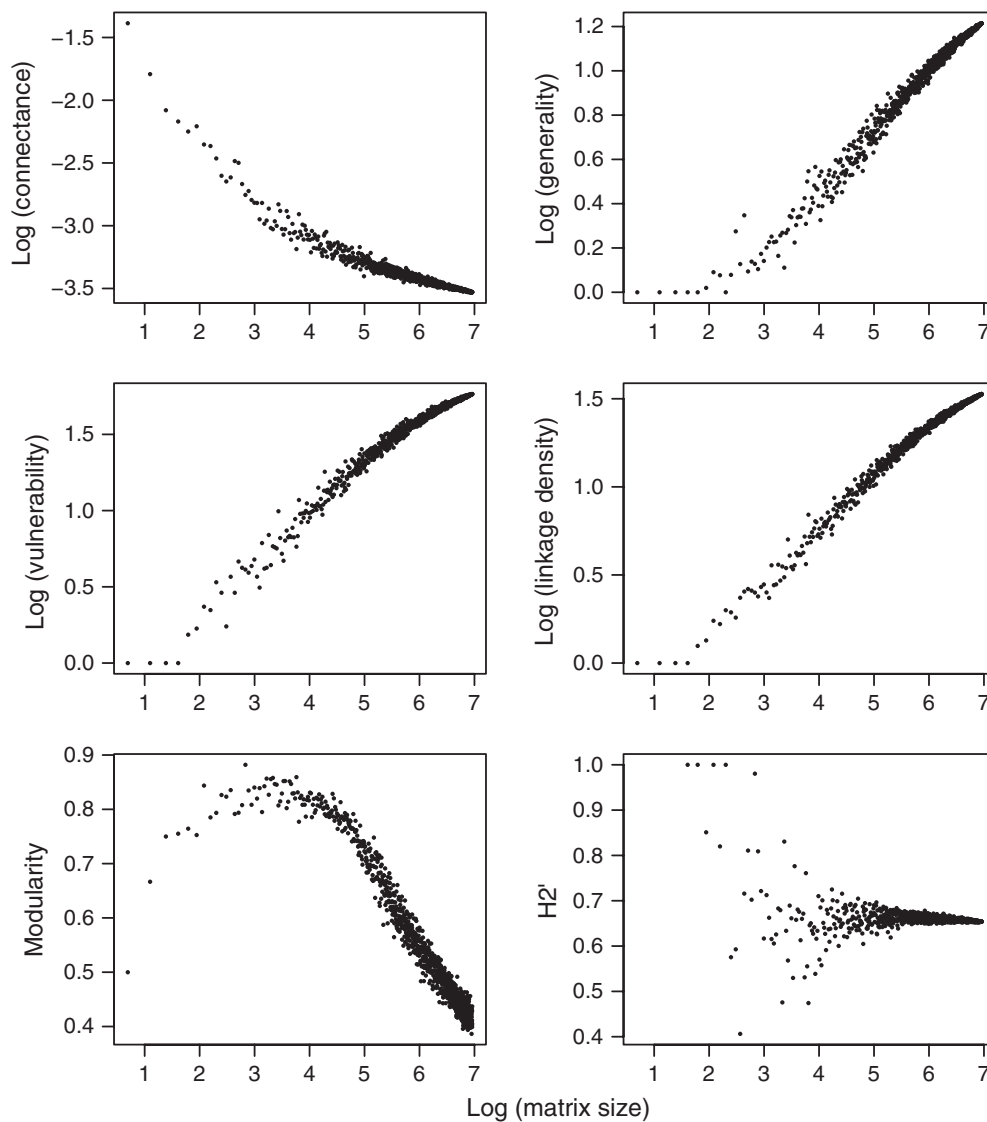 Log (connectance)
−1.5
−2.0
−2.5
−3.0
−3.5
1 2 3 4 5 6 7
Log (generality)
1.2
1.0
0.8
0.6
0.4
0.2
0.0
1 2 3 4 5 6 7
Log (vulnerability)
1.5
1.0
0.5
0.0
1 2 3 4 5 6 7
Log (linkage density)
1.5
1.0
0.5
0.0
1 2 3 4 5 6 7
Modularity
0.9
0.8
0.7
0.6
0.5
0.4
1 2 3 4 5 6 7
H2'
1.0
0.9
0.8
0.7
0.6
0.5
0.4
1 2 3 4 5 6 7
Log (matrix size)